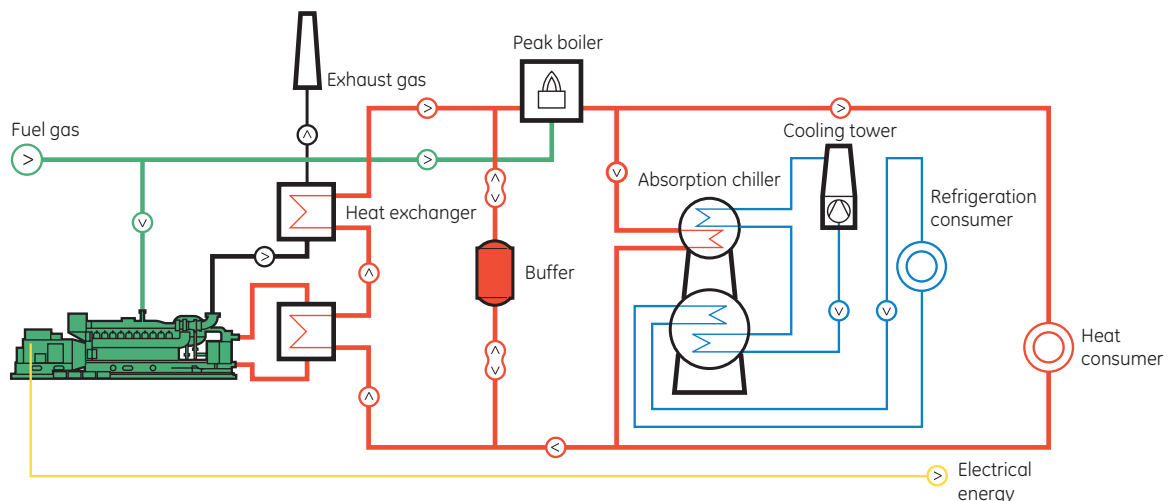 Peak boiler
Exhaust gas
Fuel gas
Cooling tower
Absorption chiller
Refrigeration
consumer
Heat exchanger
Buffer
Heat
consumer
Electrical
energy